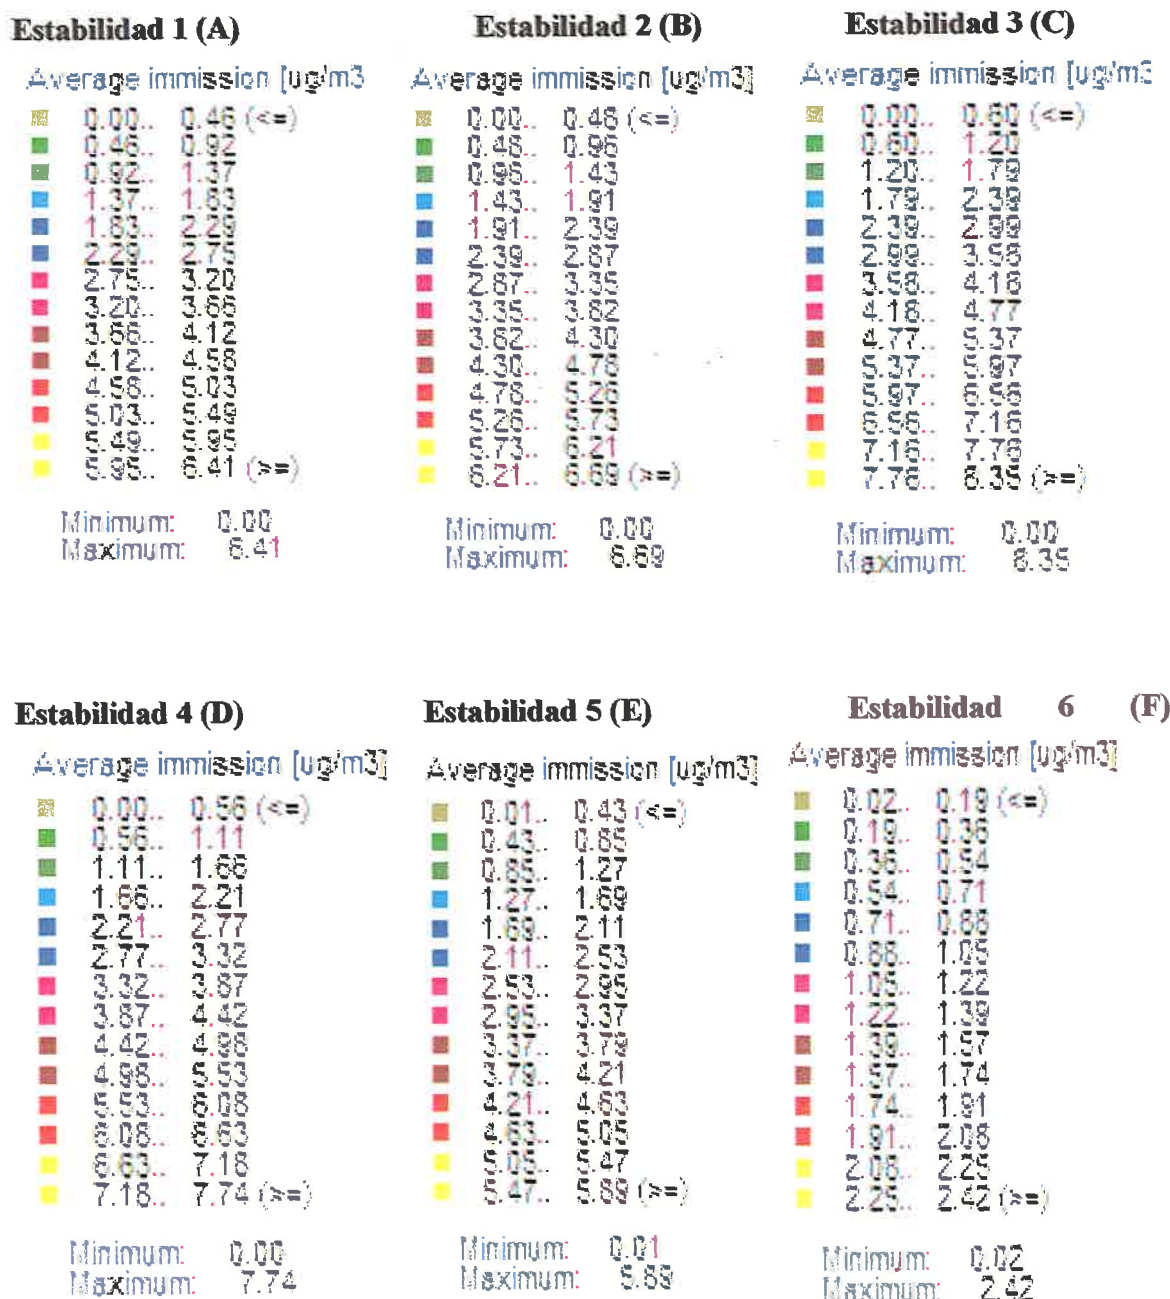 Estabilidad 1 (A)
Average immission [ug/m3
0.00.. 0.46 (<=)
0.46.. 0.92
0.92.. 1.37
1.37.. 1.83
1.83.. 2.29
2.29.. 2.75
2.75.. 3.20
3.20.. 3.66
3.66.. 4.12
4.12.. 4.58
4.58.. 5.03
5.03.. 5.49
5.49.. 5.95
5.95.. 6.41 (>=)
Minimum: 0.00
Maximum: 6.41
Estabilidad 2 (B)
Average immission [ug/m3]
0.00.. 0.48 (<=)
0.48.. 0.96
0.96.. 1.43
1.43.. 1.91
1.91.. 2.39
2.39.. 2.87
2.87.. 3.35
3.35.. 3.82
3.82.. 4.30
4.30.. 4.78
4.78.. 5.26
5.26.. 5.73
5.73.. 6.21
6.21.. 6.69 (>=)
Minimum: 0.00
Maximum: 6.69
Estabilidad 3 (C)
Average immission [ug/m3
0.00.. 0.60 (<=)
0.60.. 1.20
1.20.. 1.79
1.79.. 2.39
2.39.. 2.99
2.99.. 3.58
3.58.. 4.18
4.18.. 4.77
4.77.. 5.37
5.37.. 5.97
5.97.. 6.56
6.56.. 7.16
7.16.. 7.76
7.76.. 8.35 (>=)
Minimum: 0.00
Maximum: 8.35
Estabilidad 4 (D)
Average immission [ug/m3]
0.00.. 0.56 (<=)
0.56.. 1.11
1.11.. 1.66
1.66.. 2.21
2.21.. 2.77
2.77.. 3.32
3.32.. 3.87
3.87.. 4.42
4.42.. 4.98
4.98.. 5.53
5.53.. 6.08
6.08.. 6.63
6.63.. 7.18
7.18.. 7.74 (>=)
Minimum: 0.00
Maximum: 7.74
Estabilidad 5 (E)
Average immission [ug/m3]
0.01.. 0.43 (<=)
0.43.. 0.85
0.85.. 1.27
1.27.. 1.69
1.69.. 2.11
2.11.. 2.53
2.53.. 2.95
2.95.. 3.37
3.37.. 3.79
3.79.. 4.21
4.21.. 4.63
4.63.. 5.05
5.05.. 5.47
5.47.. 5.89 (>=)
Minimum: 0.01
Maximum: 5.89
Estabilidad 6 (F)
Average immission [ug/m3]
0.02.. 0.19 (<=)
0.19.. 0.36
0.36.. 0.54
0.54.. 0.71
0.71.. 0.88
0.88.. 1.05
1.05.. 1.22
1.22.. 1.39
1.39.. 1.57
1.57.. 1.74
1.74.. 1.91
1.91.. 2.08
2.08.. 2.25
2.25.. 2.42 (>=)
Minimum: 0.02
Maximum: 2.42